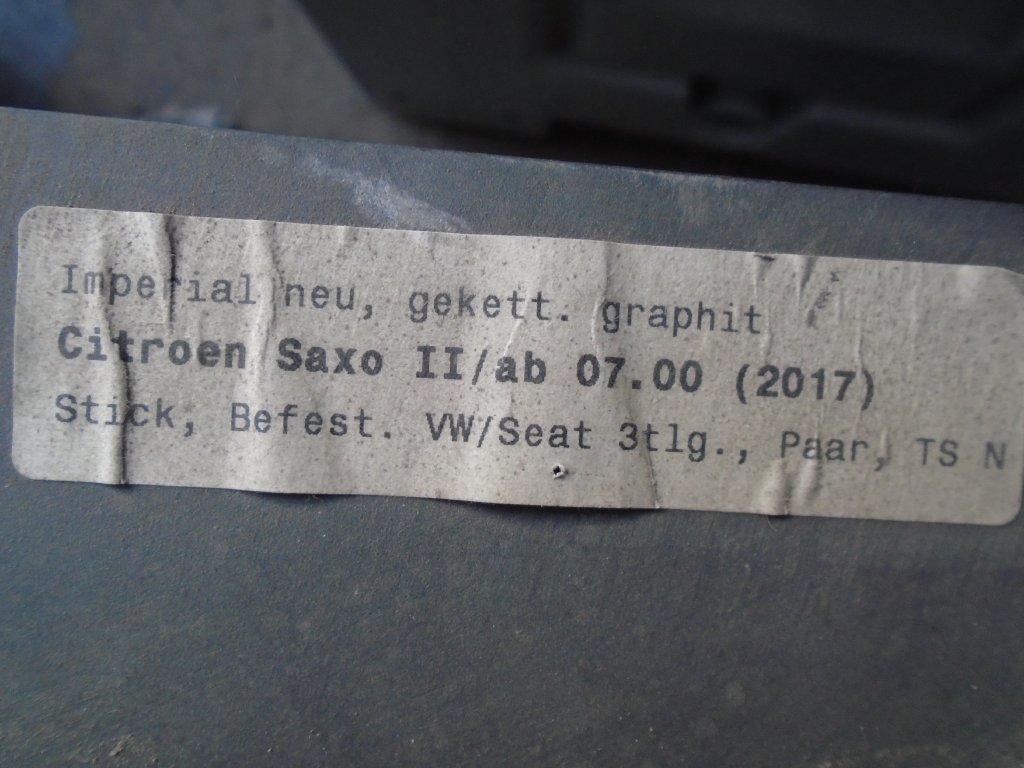 Imperial neu, gekett. graphit
Citroen Saxo II/ab 07.00 (2017)
Stick, Befest. VW/Seat 3tlg., Paar, TS N